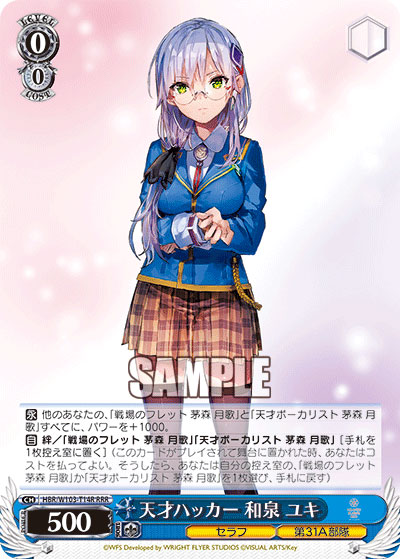 LEVEL
0
0
COST
SAMPLE
永 他のあなたの、「戦場のフレット 茅森 月歌」と「天才ボーカリスト 茅森 月
歌」すべてに、パワーを+1000。
自 絆／「戦場のフレット 茅森 月歌」「天才ボーカリスト 茅森 月歌」 ［手札を
1枚控え室に置く］ （このカードがプレイされて舞台に置かれた時、あなたはコ
ストを払ってよい。そうしたら、あなたは自分の控え室の、「戦場のフレット 茅
森 月歌」か「天才ボーカリスト 茅森 月歌」を1枚選び、手札に戻す）
CH HBR/W103-T14R RRR
500
天才ハッカー 和泉 ユキ
セラフ
第31A部隊
©WFS Developed by WRIGHT FLYER STUDIOS ©VISUAL ARTS/Key